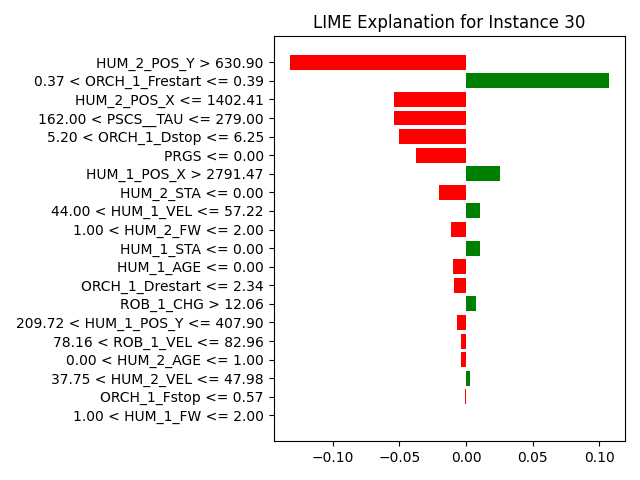 LIME Explanation for Instance 30
HUM_2_POS_Y > 630.90
0.37 < ORCH_1_Frestart <= 0.39
HUM_2_POS_X <= 1402.41
162.00 < PSCS__TAU <= 279.00
5.20 < ORCH_1_Dstop <= 6.25
PRGS <= 0.00
HUM_1_POS_X > 2791.47
HUM_2_STA <= 0.00
44.00 < HUM_1_VEL <= 57.22
1.00 < HUM_2_FW <= 2.00
HUM_1_STA <= 0.00
HUM_1_AGE <= 0.00
ORCH_1_Drestart <= 2.34
ROB_1_CHG > 12.06
209.72 < HUM_1_POS_Y <= 407.90
78.16 < ROB_1_VEL <= 82.96
0.00 < HUM_2_AGE <= 1.00
37.75 < HUM_2_VEL <= 47.98
ORCH_1_Fstop <= 0.57
1.00 < HUM_1_FW <= 2.00
−0.10 −0.05 0.00 0.05 0.10